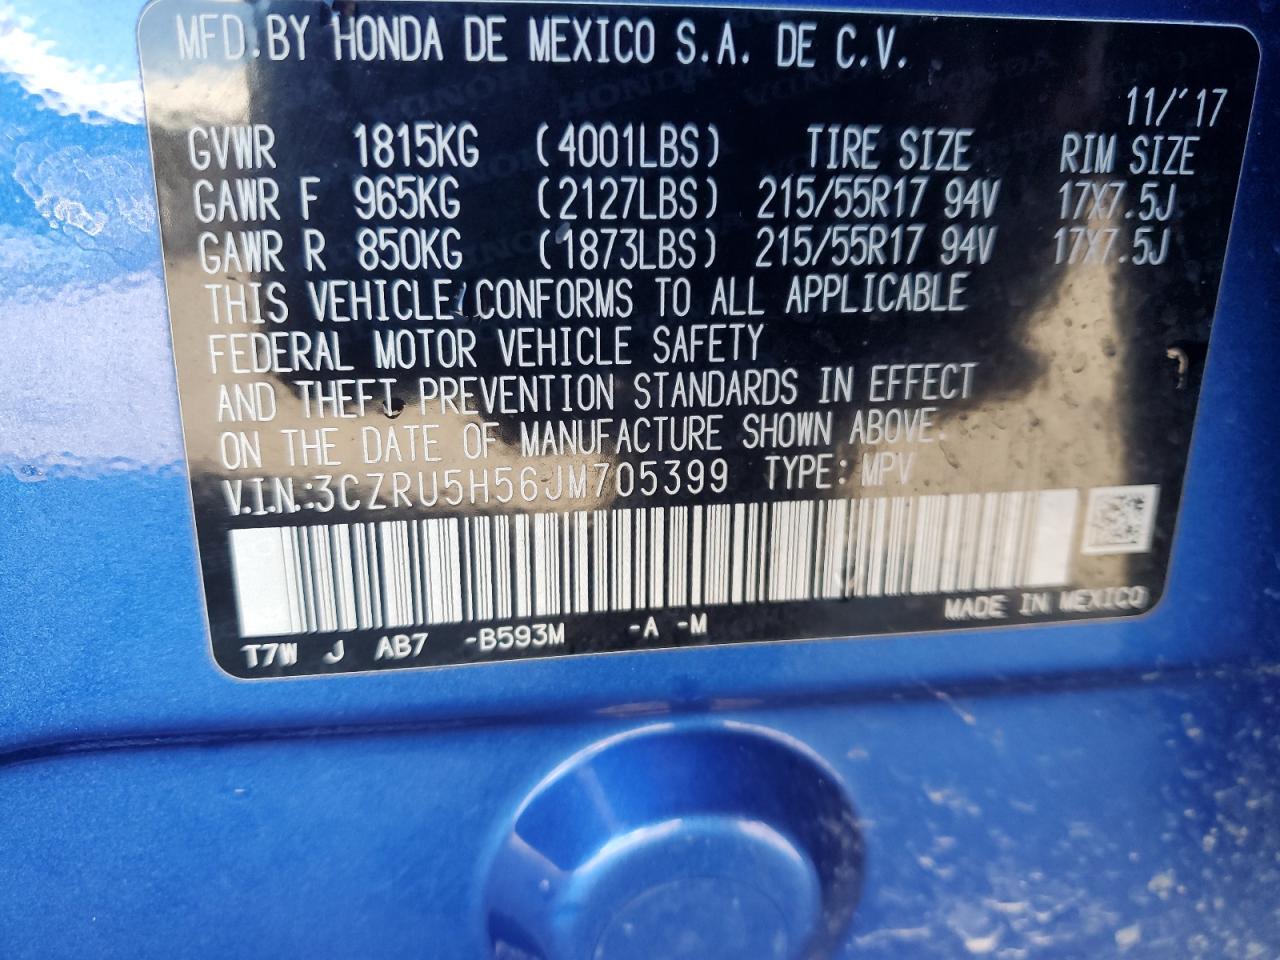 MFD.BY HONDA DE MEXICO S.A. DE C.V.
11/'17
GVWR 1815KG (4001LBS) TIRE SIZE RIM SIZE
GAWR F 965KG (2127LBS) 215/55R17 94V 17X7.5J
GAWR R 850KG (1873LBS) 215/55R17 94V 17X7.5J
THIS VEHICLE CONFORMS TO ALL APPLICABLE
FEDERAL MOTOR VEHICLE SAFETY
AND THEFT PREVENTION STANDARDS IN EFFECT
ON THE DATE OF MANUFACTURE SHOWN ABOVE.
V.I.N.:3CZRU5H56JM705399 TYPE: MPV
MADE IN MEXICO
T7W J AB7 -B593M -A -M